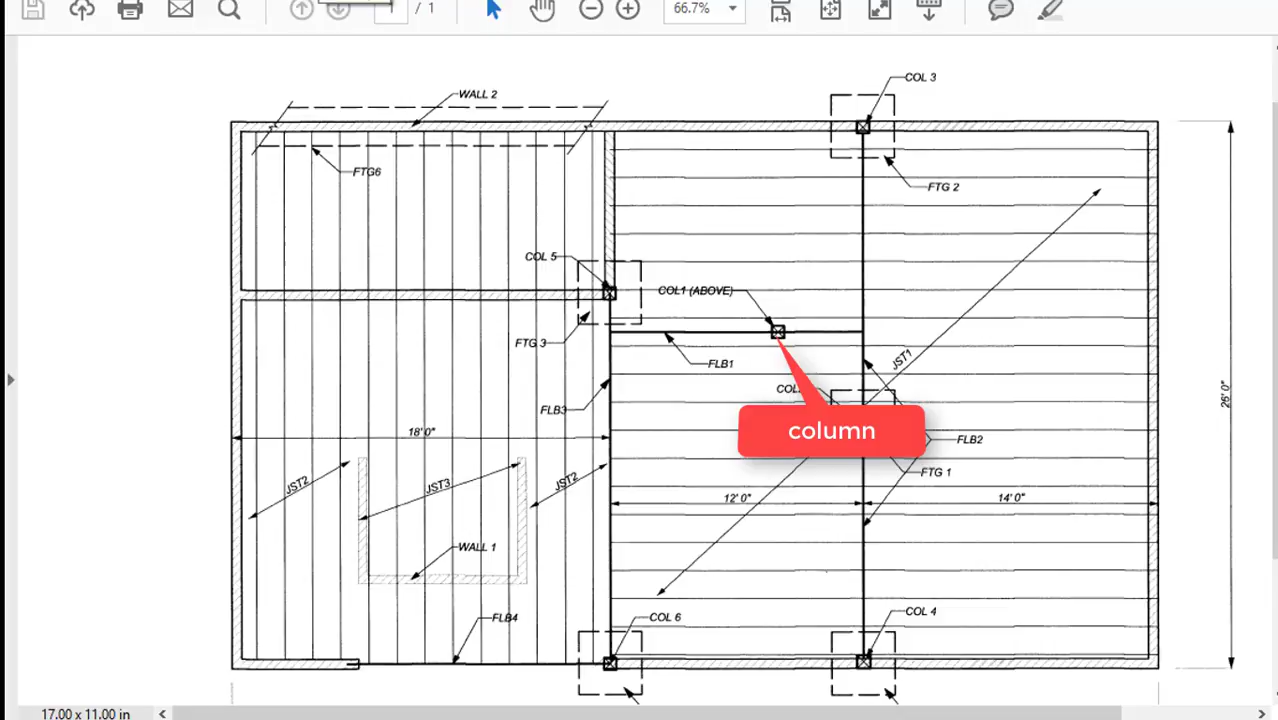 / 1
66.7%
COL 3
WALL 2
FTG6
FTG 2
COL 5
COL1 (ABOVE)
FTG 3
FLB1
JST1
COL
column
26' 0"
FLB3
18' 0"
FLB2
FTG 1
JST2
JST3
JST2
12' 0"
14' 0"
WALL 1
FLB4
COL 6
COL 4
17.00 x 11.00 in